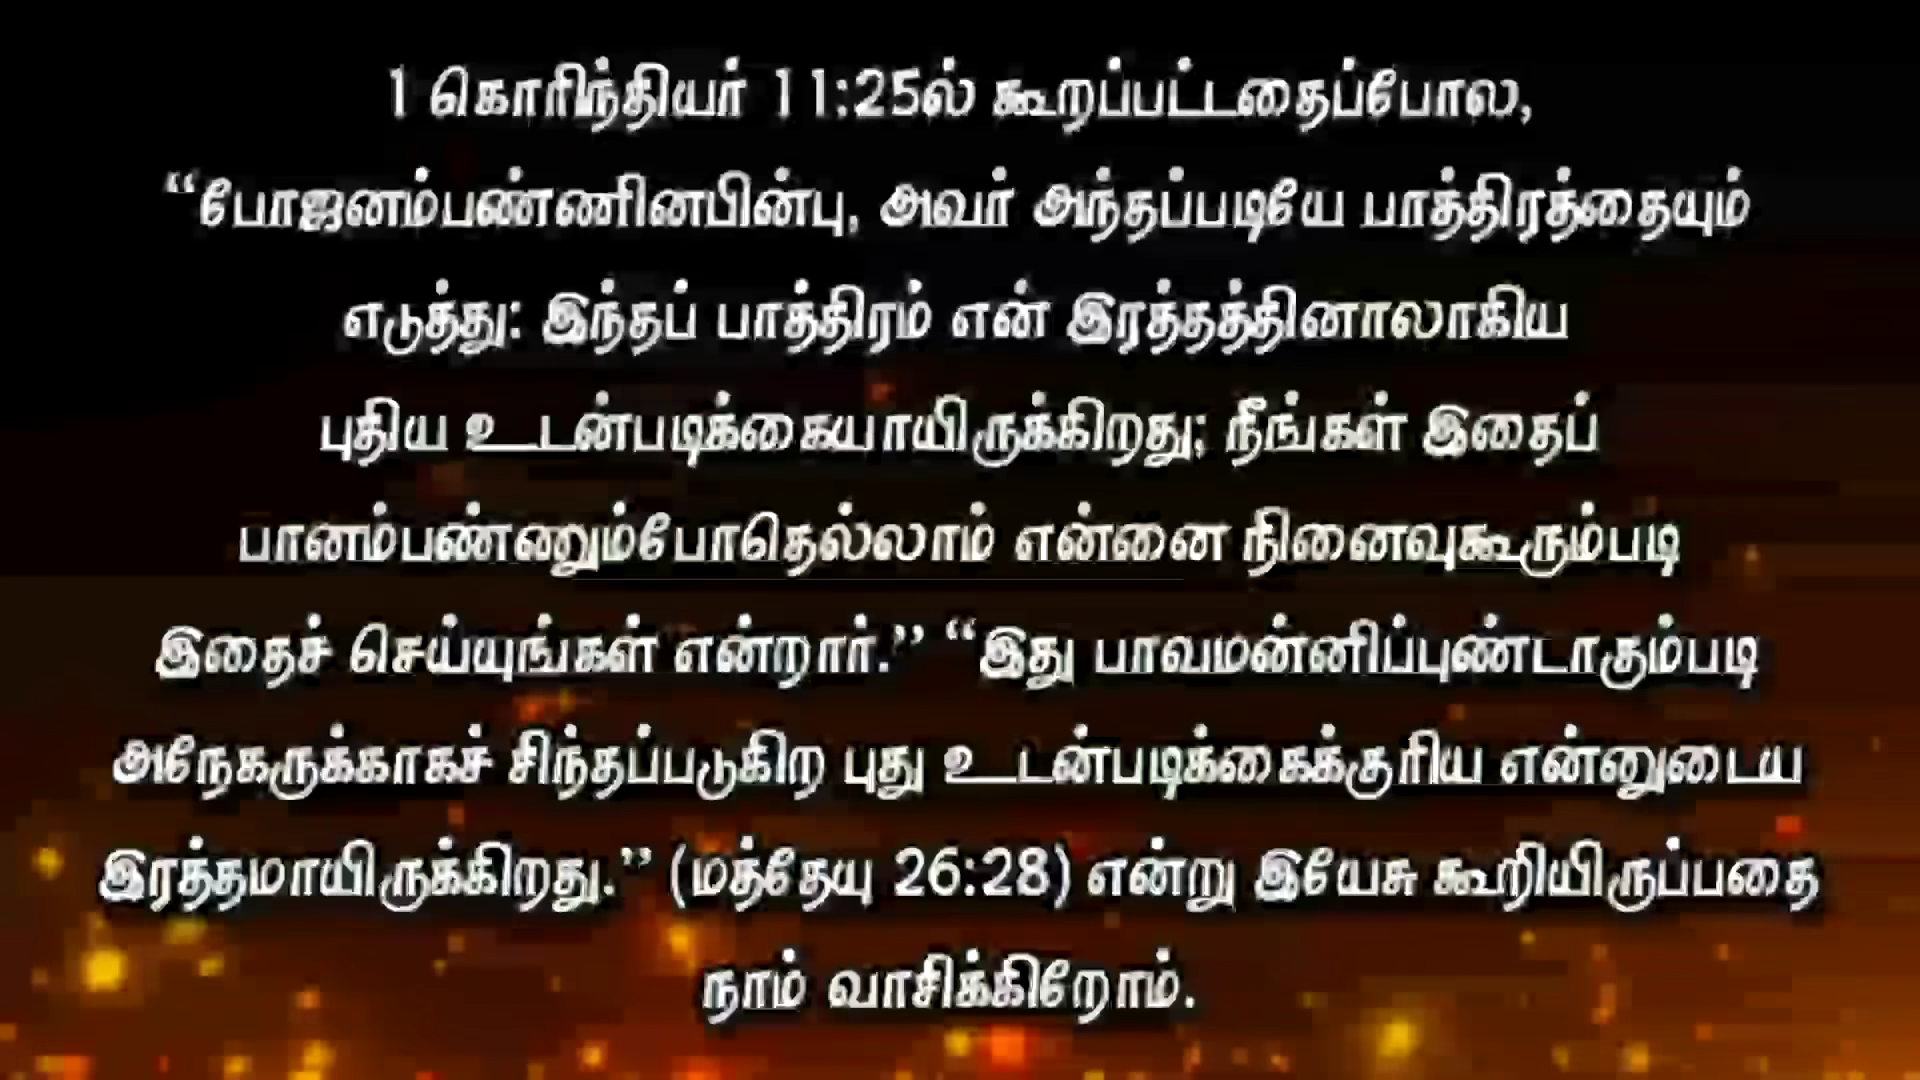 1 கொரிந்தியர் 11:25ல் கூறப்பட்டதைப்போல,
“போஜனம்பண்ணினபின்பு, அவர் அந்தப்படியே பாத்திரத்தையும்
எடுத்து: இந்தப் பாத்திரம் என் இரத்தத்தினாலாகிய
புதிய உடன்படிக்கையாயிருக்கிறது; நீங்கள் இதைப்
பானம்பண்ணும்போதெல்லாம் என்னை நினைவுகூரும்படி
இதைச் செய்யுங்கள் என்றார்.” “இது பாவமன்னிப்புண்டாகும்படி
அநேகருக்காகச் சிந்தப்படுகிற புது உடன்படிக்கைக்குரிய என்னுடைய
இரத்தமாயிருக்கிறது.” (மத்தேயு 26:28) என்று இயேசு கூறியிருப்பதை
நாம் வாசிக்கிறோம்.